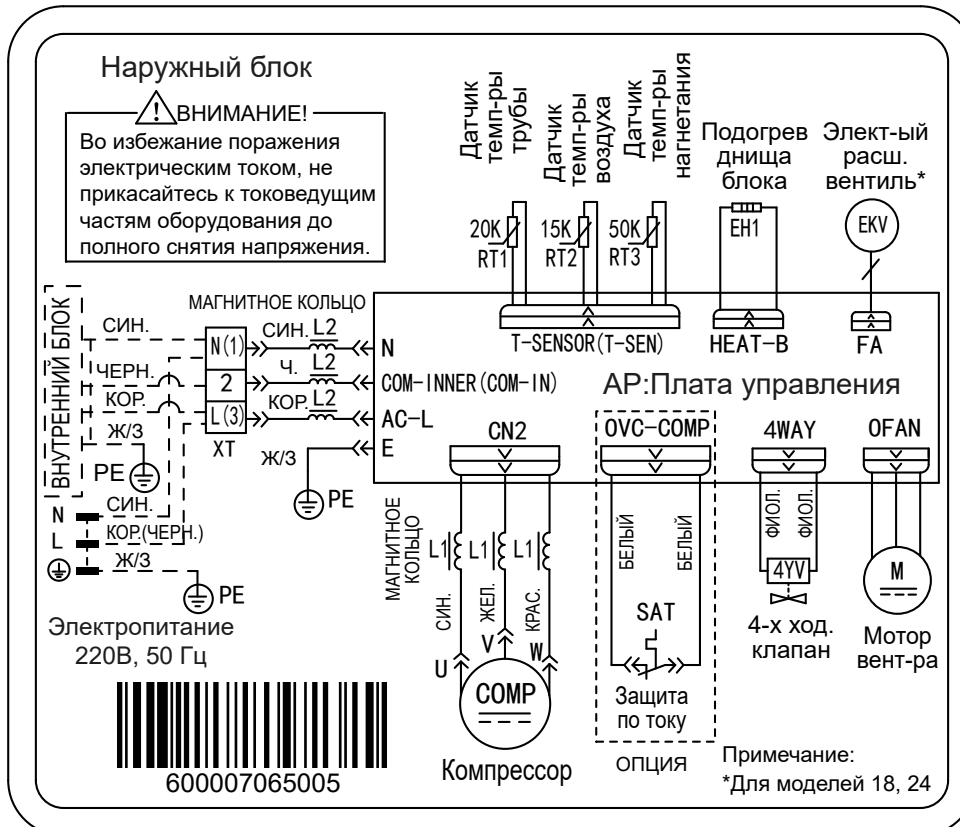 Наружный блок
ВНИМАНИЕ!
Во избежание поражения
электрическим током, не
прикасайтесь к токоведущим
частям оборудования до
полного снятия напряжения.
Датчик
темп-ры
трубы
Датчик
темп-ры
воздуха
Датчик
темп-ры
нагнетания
Подогрев
днища
блока
Элект-ый
расш.
вентиль*
20K
RT1
15K
RT2
50K
RT3
EH1
EKV
T-SENSOR(T-SEN)
HEAT-B
FA
МАГНИТНОЕ КОЛЬЦО
ВНУТРЕННИЙ БЛОК
СИН.
ЧЕРН.
КОР.
Ж/З
PE
N(1)
2
L(3)
XT
СИН.
L2
Ч.
L2
КОР.
L2
Ж/З
PE
N
COM-INNER(COM-IN)
AC-L
E
АР:Плата управления
CN2
OVC-COMP
4WAY
OFAN
N
СИН.
L
КОР.(ЧЕРН.)
Ж/З
PE
Электропитание
220В, 50 Гц
МАГНИТНОЕ
КОЛЬЦО
L1
L1
L1
СИН.
ЖЕЛ.
КРАС.
U
V
W
COMP
Компрессор
БЕЛЫЙ
БЕЛЫЙ
SAT
Защита
по току
ОПЦИЯ
ФИОЛ.
ФИОЛ.
4YV
4-х ход.
клапан
M
Мотор
вент-ра
600007065005
Примечание:
*Для моделей 18, 24